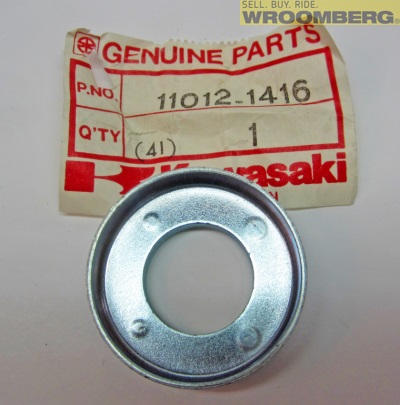 SELL. BUY. RIDE.
WROOMBERG
GENUINE PARTS
P.NO. 11012-1416
Q'TY (41) 1
Kawasaki